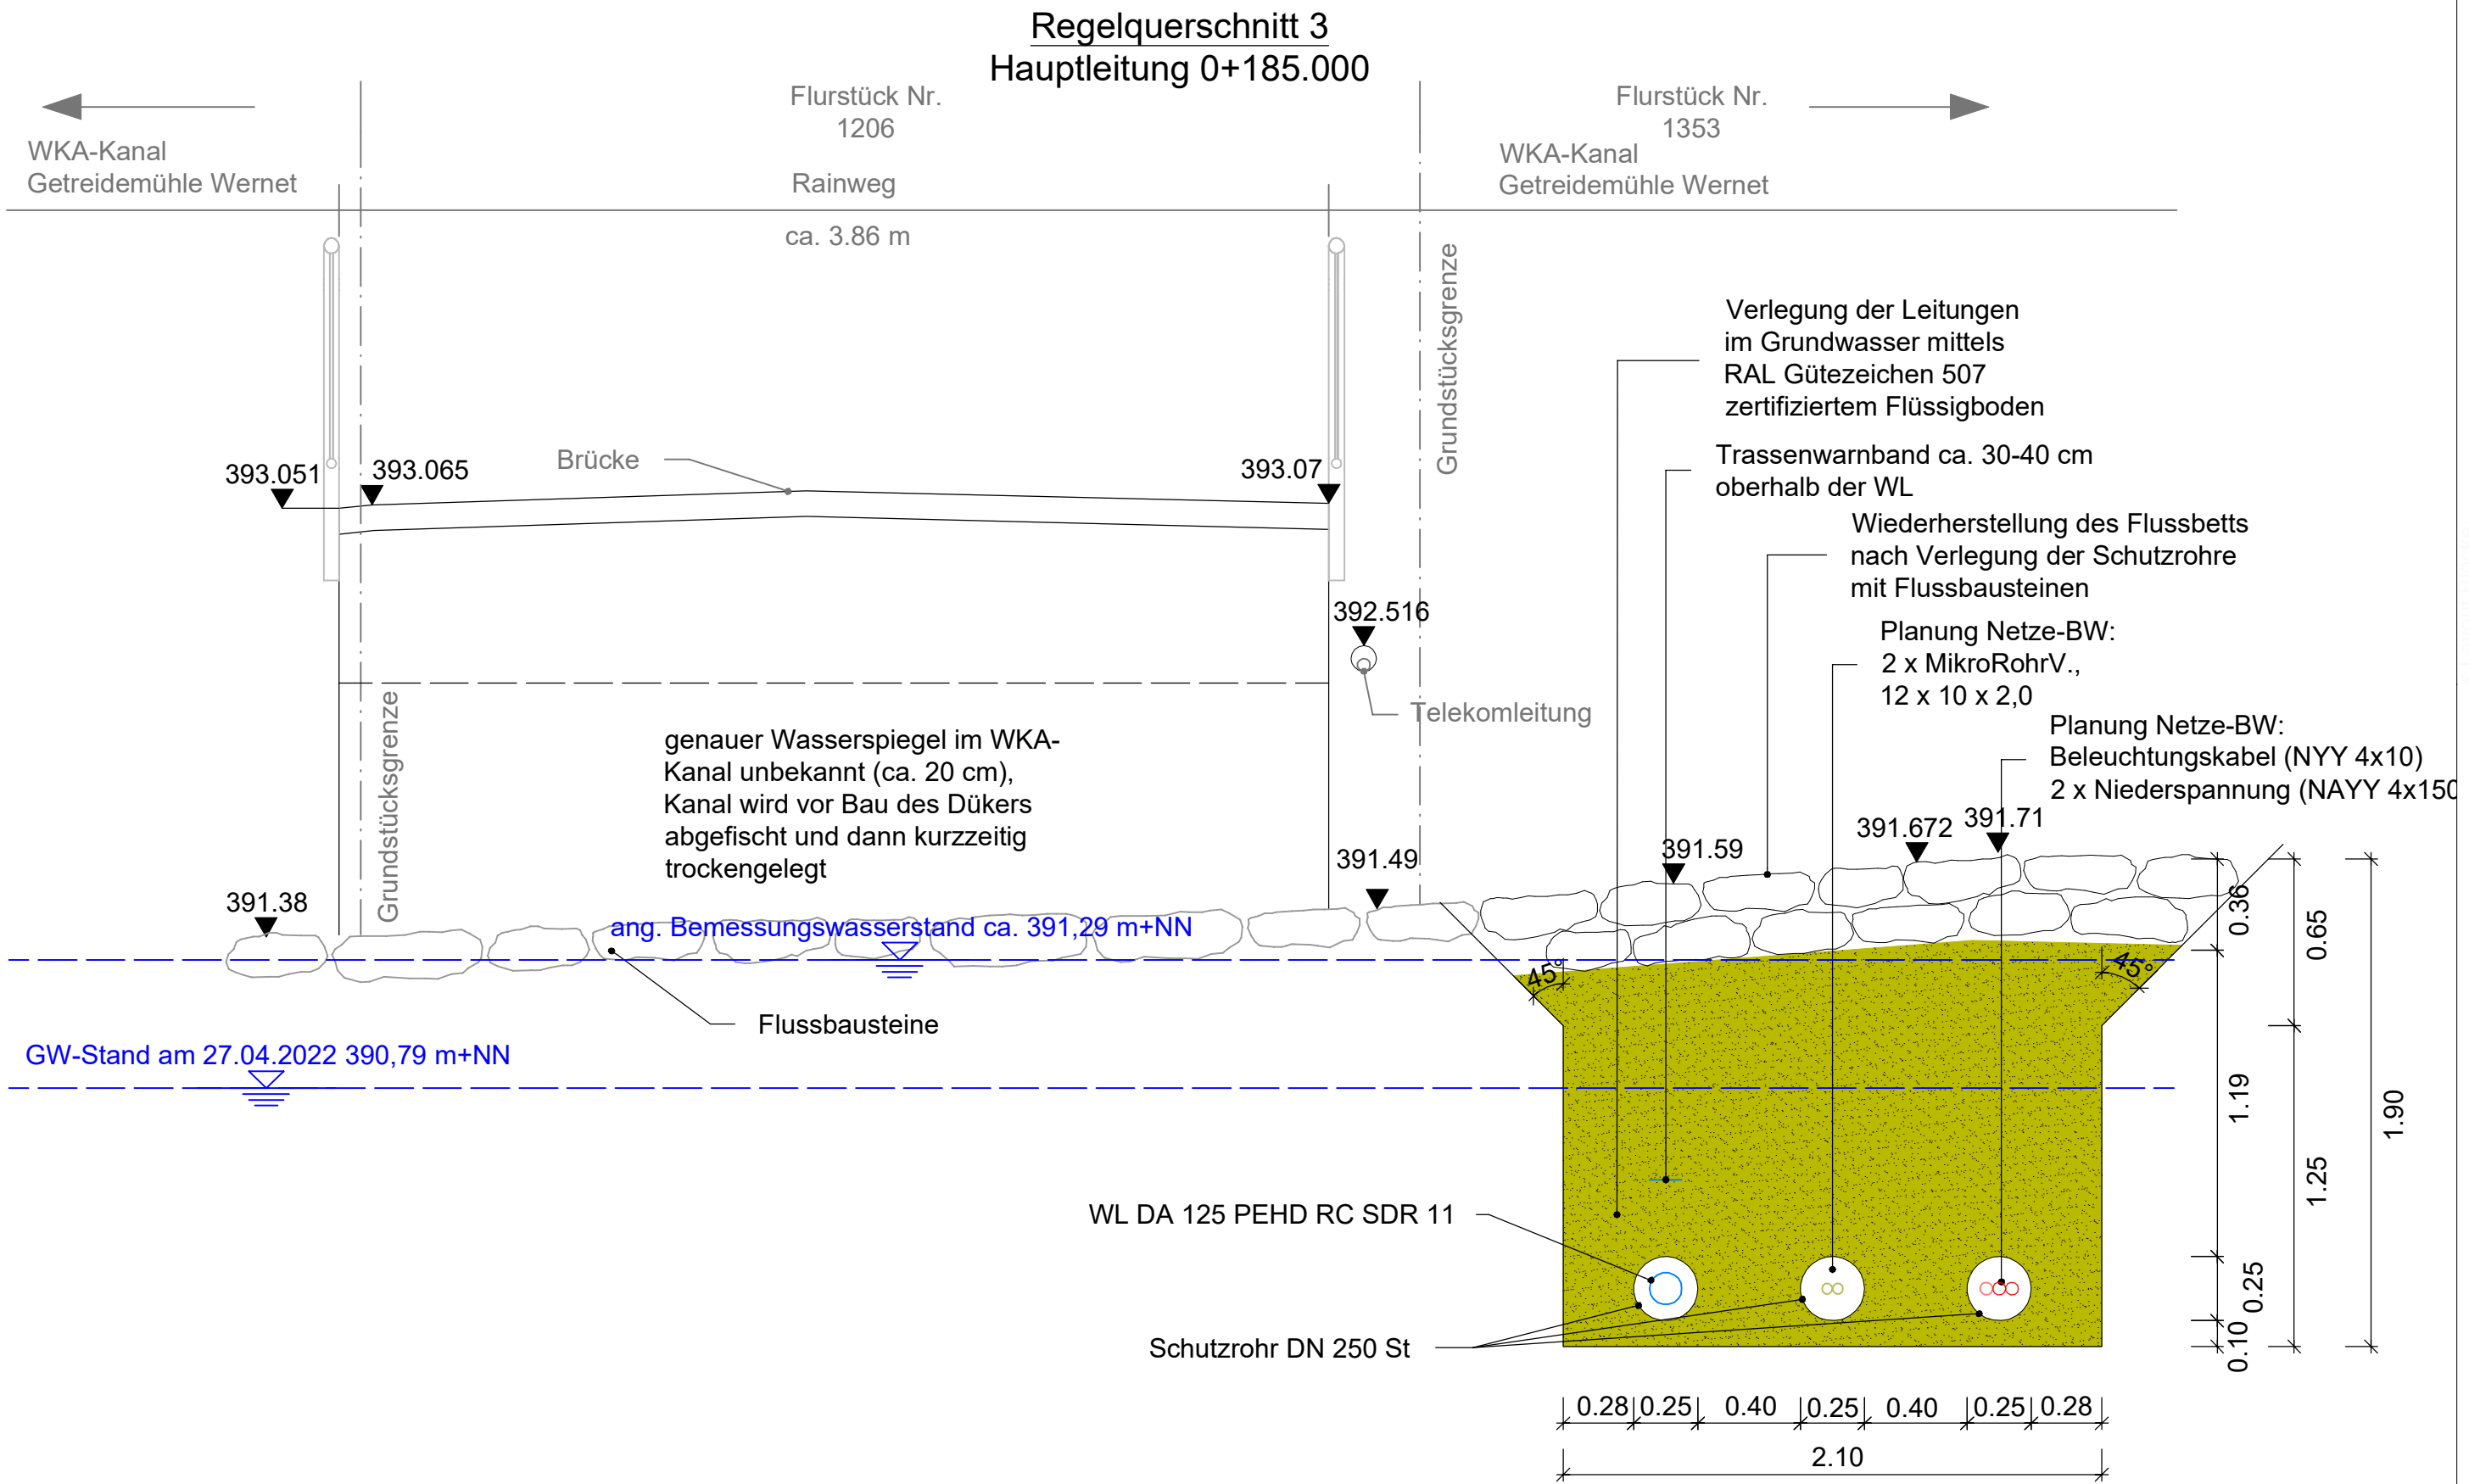 Regelquerschnitt 3
Hauptleitung 0+185.000
Flurstück Nr.
1206
Flurstück Nr.
1353
WKA-Kanal
Getreidemühle Wernet
Rainweg
WKA-Kanal
Getreidemühle Wernet
ca. 3.86 m
Grundstücksgrenze
Verlegung der Leitungen
im Grundwasser mittels
RAL Gütezeichen 507
zertifiziertem Flüssigboden
Trassenwarnband ca. 30-40 cm
oberhalb der WL
Wiederherstellung des Flussbetts
nach Verlegung der Schutzrohre
mit Flussbausteinen
Planung Netze-BW:
2 x MikroRohrV.,
12 x 10 x 2,0
Planung Netze-BW:
Beleuchtungskabel (NYY 4x10)
2 x Niederspannung (NAYY 4x150
393.051
393.065
Brücke
393.07
392.516
Telekomleitung
Grundstücksgrenze
genauer Wasserspiegel im WKA-
Kanal unbekannt (ca. 20 cm),
Kanal wird vor Bau des Dükers
abgefischt und dann kurzzeitig
trockengelegt
391.38
391.49
391.59
391.672
391.71
ang. Bemessungswasserstand ca. 391,29 m+NN
Flussbausteine
GW-Stand am 27.04.2022 390,79 m+NN
45°
45°
0.36
0.65
1.19
1.90
1.25
0.25
0.10
WL DA 125 PEHD RC SDR 11
Schutzrohr DN 250 St
0.28
0.25
0.40
0.25
0.40
0.25
0.28
2.10